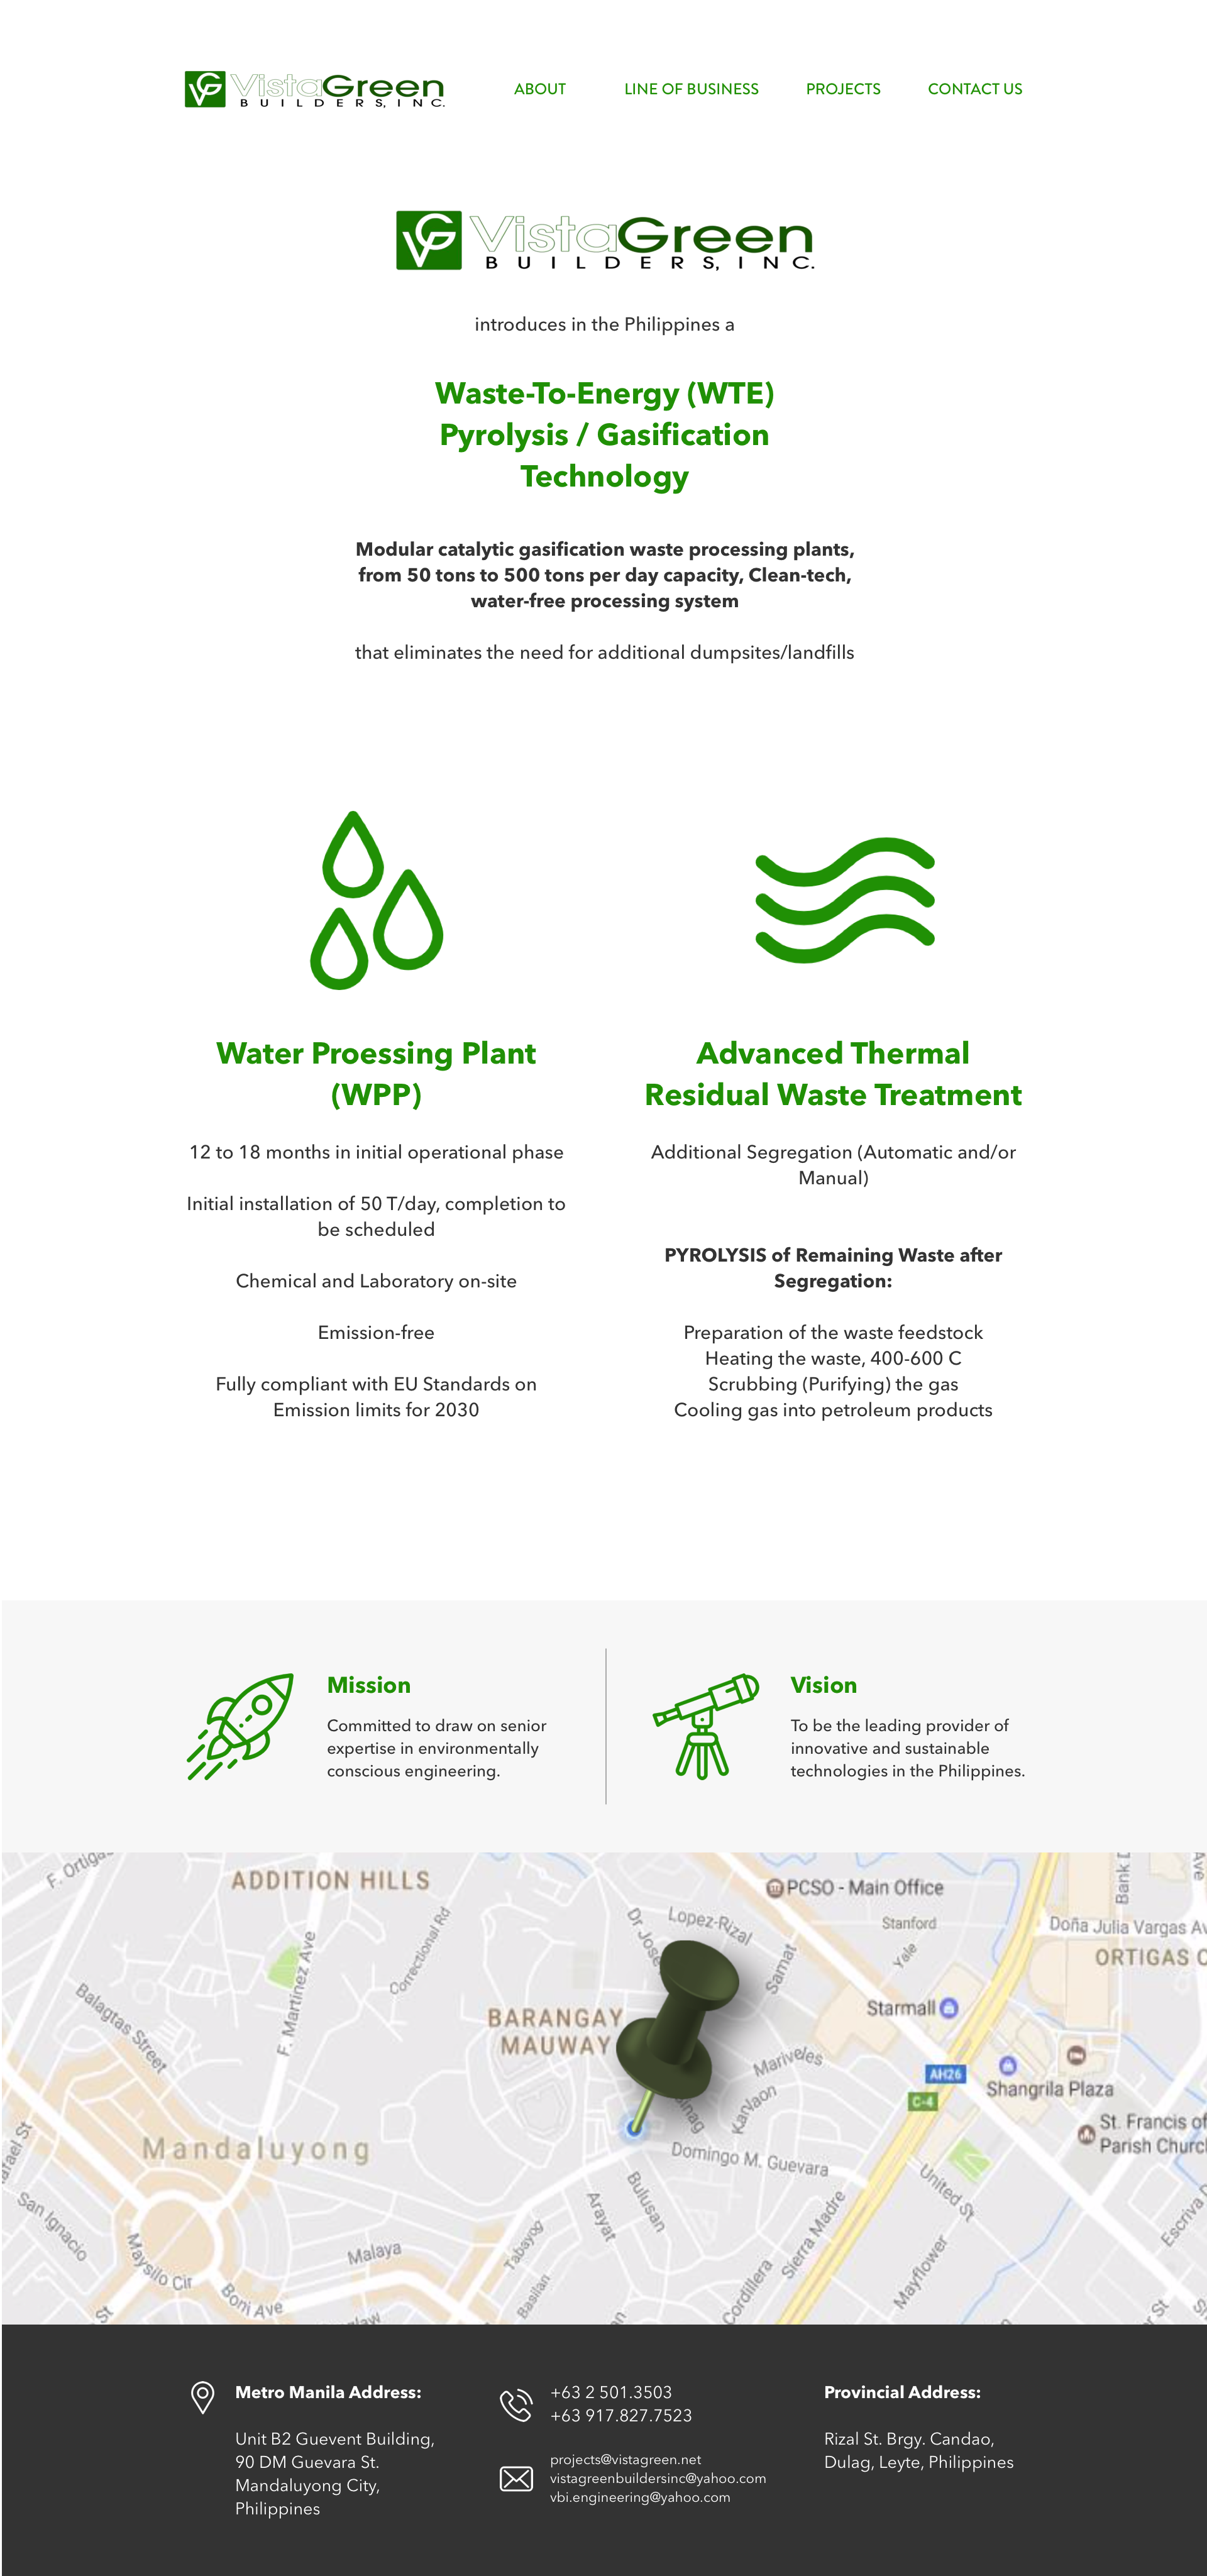 VistaGreen
BUILDERS, INC.
ABOUT
LINE OF BUSINESS
PROJECTS
CONTACT US
VistaGreen
BUILDERS, INC.
introduces in the Philippines a
Waste-To-Energy (WTE)
Pyrolysis / Gasification
Technology
Modular catalytic gasification waste processing plants,
from 50 tons to 500 tons per day capacity, Clean-tech,
water-free processing system
that eliminates the need for additional dumpsites/landfills
Water Proessing Plant
(WPP)
12 to 18 months in initial operational phase
Initial installation of 50 T/day, completion to
be scheduled
Chemical and Laboratory on-site
Emission-free
Fully compliant with EU Standards on
Emission limits for 2030
Advanced Thermal
Residual Waste Treatment
Additional Segregation (Automatic and/or
Manual)
PYROLYSIS of Remaining Waste after
Segregation:
Preparation of the waste feedstock
Heating the waste, 400-600 C
Scrubbing (Purifying) the gas
Cooling gas into petroleum products
Mission
Committed to draw on senior
expertise in environmentally
conscious engineering.
Vision
To be the leading provider of
innovative and sustainable
technologies in the Philippines.
F. Ortigas
ADDITION HILLS
Correctional Rd
F. Martinez Ave
Balagtas Street
Dr Jose
Lopez-Rizal
Samat
PCSO - Main Office
Stanford
Yale
Bank D
Ave
Doña Julia Vargas Av
ORTIGAS C
BARANGAY
MAUWAY
Starmall
Mariveles
Karlaon
AH26
C-4
Shangrila Plaza
St. Francis of
Parish Church
Mandaluyong
Domingo M. Guevara
San Ignacio
Maysilo Cir
Boni Ave
Malaya
Tabayog
Basilan
Arayat
Bulusan
Cordillera
Sierra Madre
Mayflower
United St
Escriva D
St
St
Metro Manila Address:
Unit B2 Guevent Building,
90 DM Guevara St.
Mandaluyong City,
Philippines
+63 2 501.3503
+63 917.827.7523
projects@vistagreen.net
vistagreenbuildersinc@yahoo.com
vbi.engineering@yahoo.com
Provincial Address:
Rizal St. Brgy. Candao,
Dulag, Leyte, Philippines